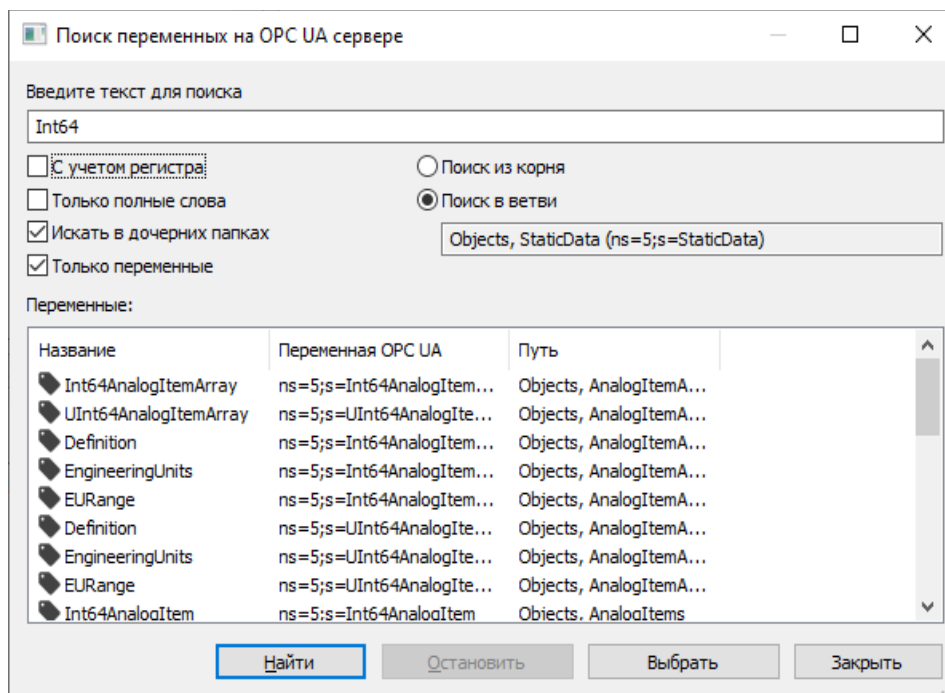 Поиск переменных на OPC UA сервере
Введите текст для поиска
Int64
С учетом регистра Поиск из корня
Только полные слова Поиск в ветви
Искать в дочерних папках Objects, StaticData (ns=5;s=StaticData)
Только переменные
Переменные:
Название Переменная OPC UA Путь
Int64AnalogItemArray ns=5;s=Int64AnalogItem... Objects, AnalogItemA...
UInt64AnalogItemArray ns=5;s=UInt64AnalogIte... Objects, AnalogItemA...
Definition ns=5;s=Int64AnalogItem... Objects, AnalogItemA...
EngineeringUnits ns=5;s=Int64AnalogItem... Objects, AnalogItemA...
EURange ns=5;s=Int64AnalogItem... Objects, AnalogItemA...
Definition ns=5;s=UInt64AnalogIte... Objects, AnalogItemA...
EngineeringUnits ns=5;s=UInt64AnalogIte... Objects, AnalogItemA...
EURange ns=5;s=UInt64AnalogIte... Objects, AnalogItemA...
Int64AnalogItem ns=5;s=Int64AnalogItem Objects, AnalogItems
Найти Остановить Выбрать Закрыть